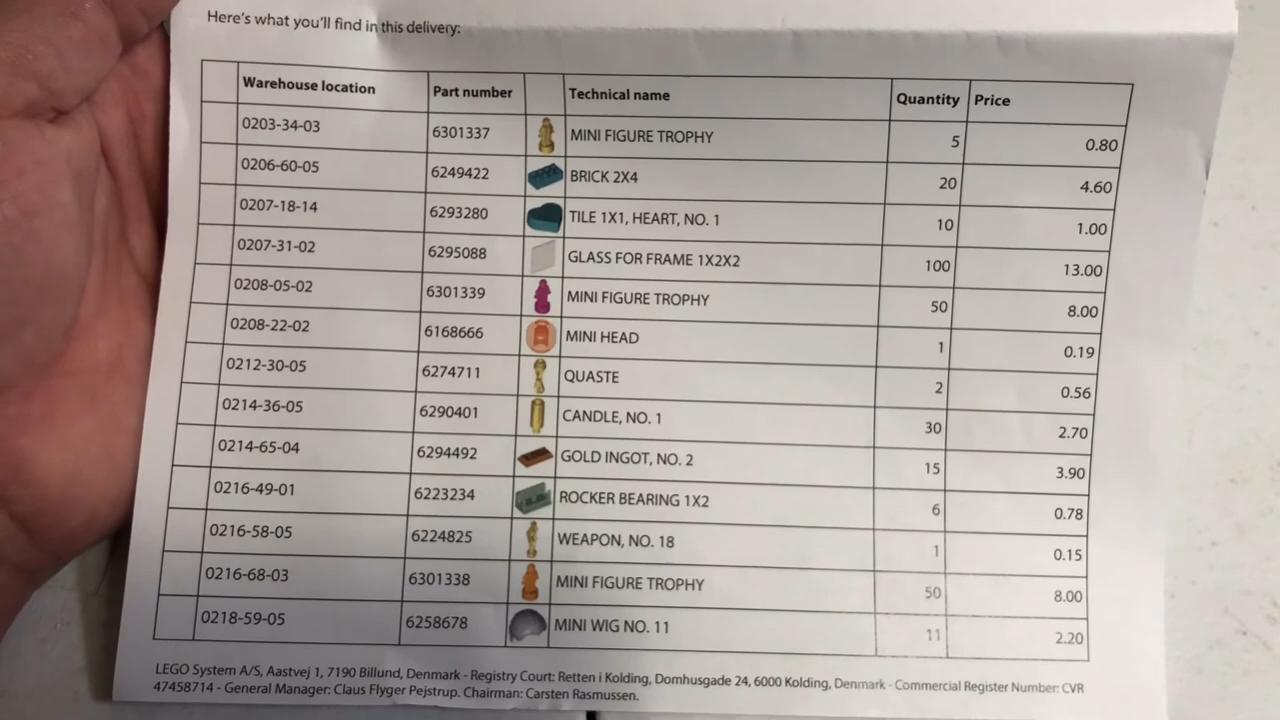 Here's what you'll find in this delivery:
Warehouse location Part number Technical name Quantity Price
0203-34-03 6301337 MINI FIGURE TROPHY 5 0.80
0206-60-05 6249422 BRICK 2X4 20 4.60
0207-18-14 6293280 TILE 1X1, HEART, NO. 1 10 1.00
0207-31-02 6295088 GLASS FOR FRAME 1X2X2 100 13.00
0208-05-02 6301339 MINI FIGURE TROPHY 50 8.00
0208-22-02 6168666 MINI HEAD 1 0.19
0212-30-05 6274711 QUASTE 2 0.56
0214-36-05 6290401 CANDLE, NO. 1 30 2.70
0214-65-04 6294492 GOLD INGOT, NO. 2 15 3.90
0216-49-01 6223234 ROCKER BEARING 1X2 6 0.78
0216-58-05 6224825 WEAPON, NO. 18 1 0.15
0216-68-03 6301338 MINI FIGURE TROPHY 50 8.00
0218-59-05 6258678 MINI WIG NO. 11 11 2.20
LEGO System A/S, Aastvej 1, 7190 Billund, Denmark - Registry Court: Retten i Kolding, Domhusgade 24, 6000 Kolding, Denmark - Commercial Register Number: CVR
47458714 - General Manager: Claus Flyger Pejstrup. Chairman: Carsten Rasmussen.